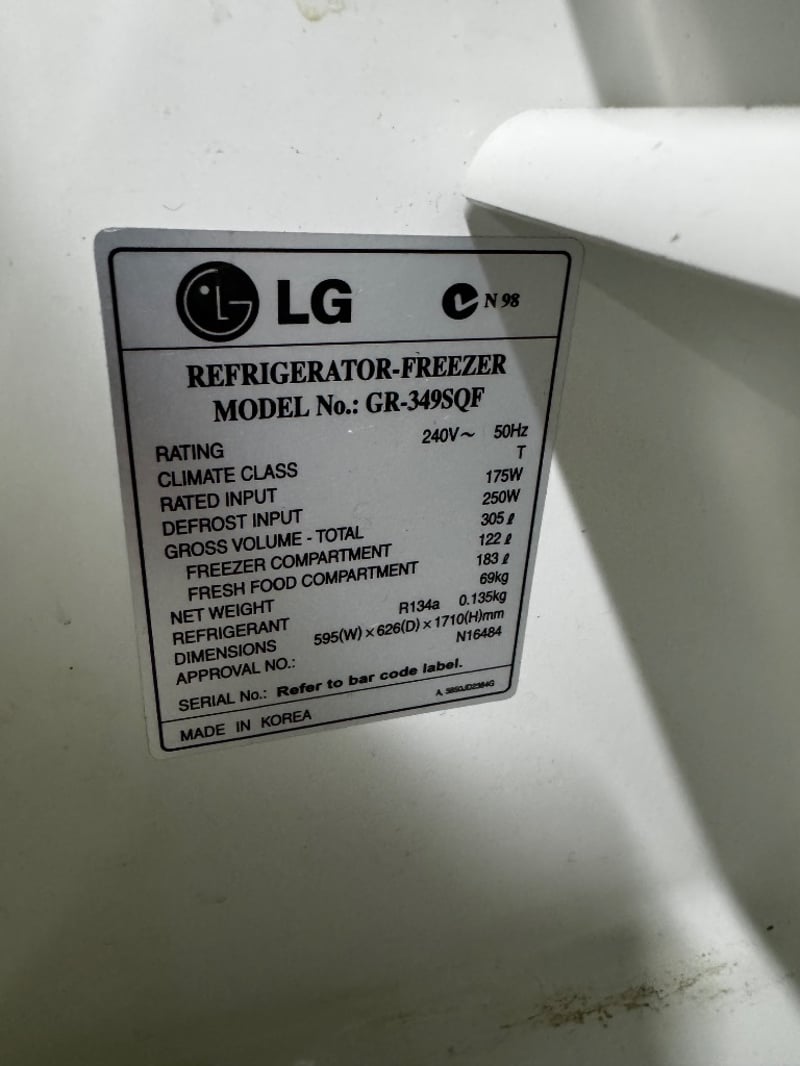 LG N 98
REFRIGERATOR-FREEZER
MODEL No.: GR-349SQF
RATING 240V~ 50Hz
CLIMATE CLASS T
RATED INPUT 175W
DEFROST INPUT 250W
GROSS VOLUME - TOTAL 305 ℓ
FREEZER COMPARTMENT 122 ℓ
FRESH FOOD COMPARTMENT 183 ℓ
NET WEIGHT 69kg
REFRIGERANT R134a 0.135kg
DIMENSIONS 595(W) × 626(D) × 1710(H)mm
APPROVAL NO.: N16484
SERIAL No.: Refer to bar code label.
MADE IN KOREA